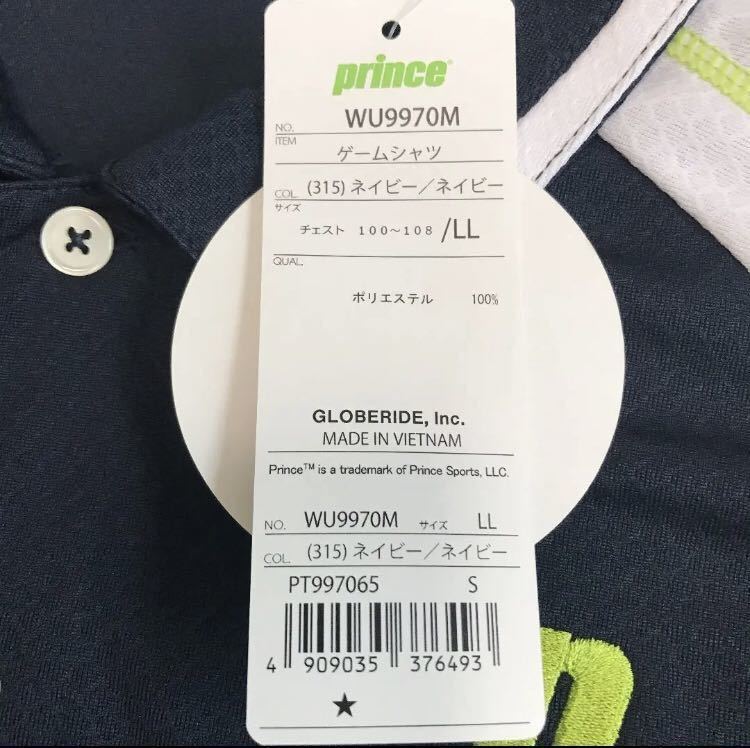 prince
NO. WU9970M
ITEM ゲームシャツ
COL. (315) ネイビー／ネイビー
サイズ
チェスト 100～108 /LL
QUAL.
ポリエステル 100%
GLOBERIDE, Inc.
MADE IN VIETNAM
Prince™ is a trademark of Prince Sports, LLC.
NO. WU9970M サイズ LL
COL. (315) ネイビー／ネイビー
PT997065 S
4 909035 376493
★